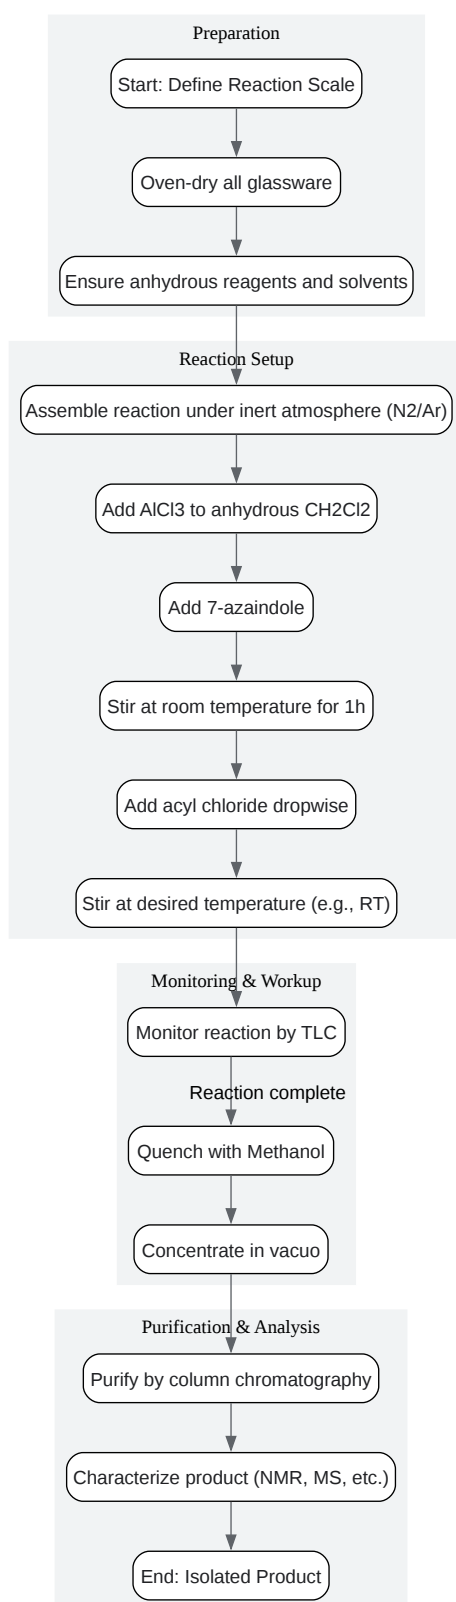 Preparation
Start: Define Reaction Scale
Oven-dry all glassware
Ensure anhydrous reagents and solvents
Reaction Setup
Assemble reaction under inert atmosphere (N2/Ar)
Add AlCl3 to anhydrous CH2Cl2
Add 7-azaindole
Stir at room temperature for 1h
Add acyl chloride dropwise
Stir at desired temperature (e.g., RT)
Monitoring & Workup
Monitor reaction by TLC
Reaction complete
Quench with Methanol
Concentrate in vacuo
Purification & Analysis
Purify by column chromatography
Characterize product (NMR, MS, etc.)
End: Isolated Product